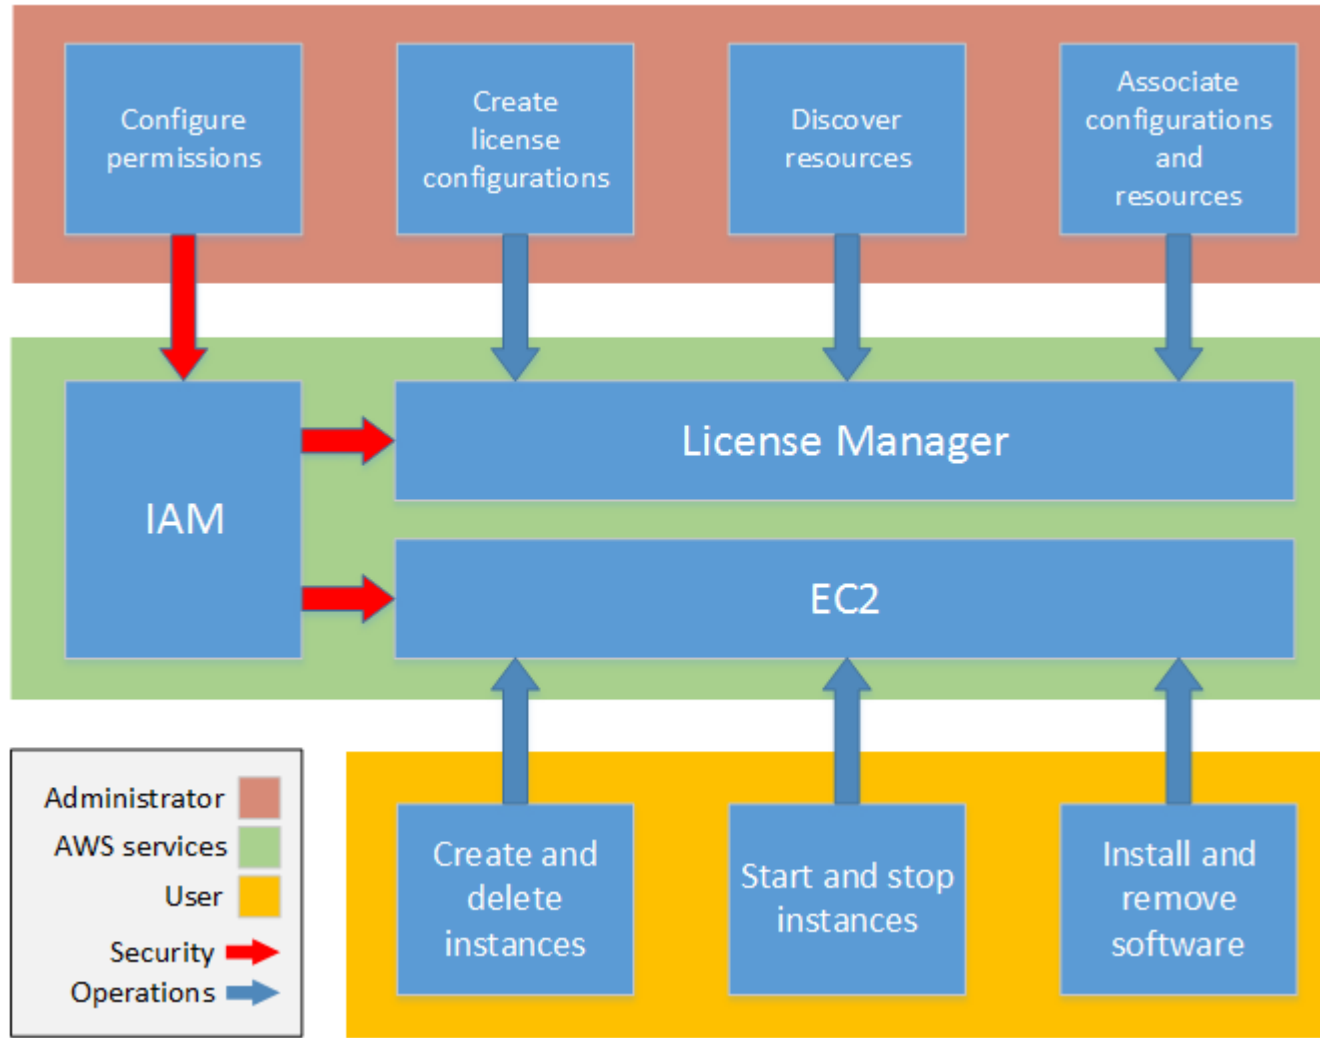 Configure
permissions
Create
license
configurations
Discover
resources
Associate
configurations
and
resources
IAM
License Manager
EC2
Administrator
AWS services
User
Security
Operations
Create and
delete
instances
Start and stop
instances
Install and
remove
software